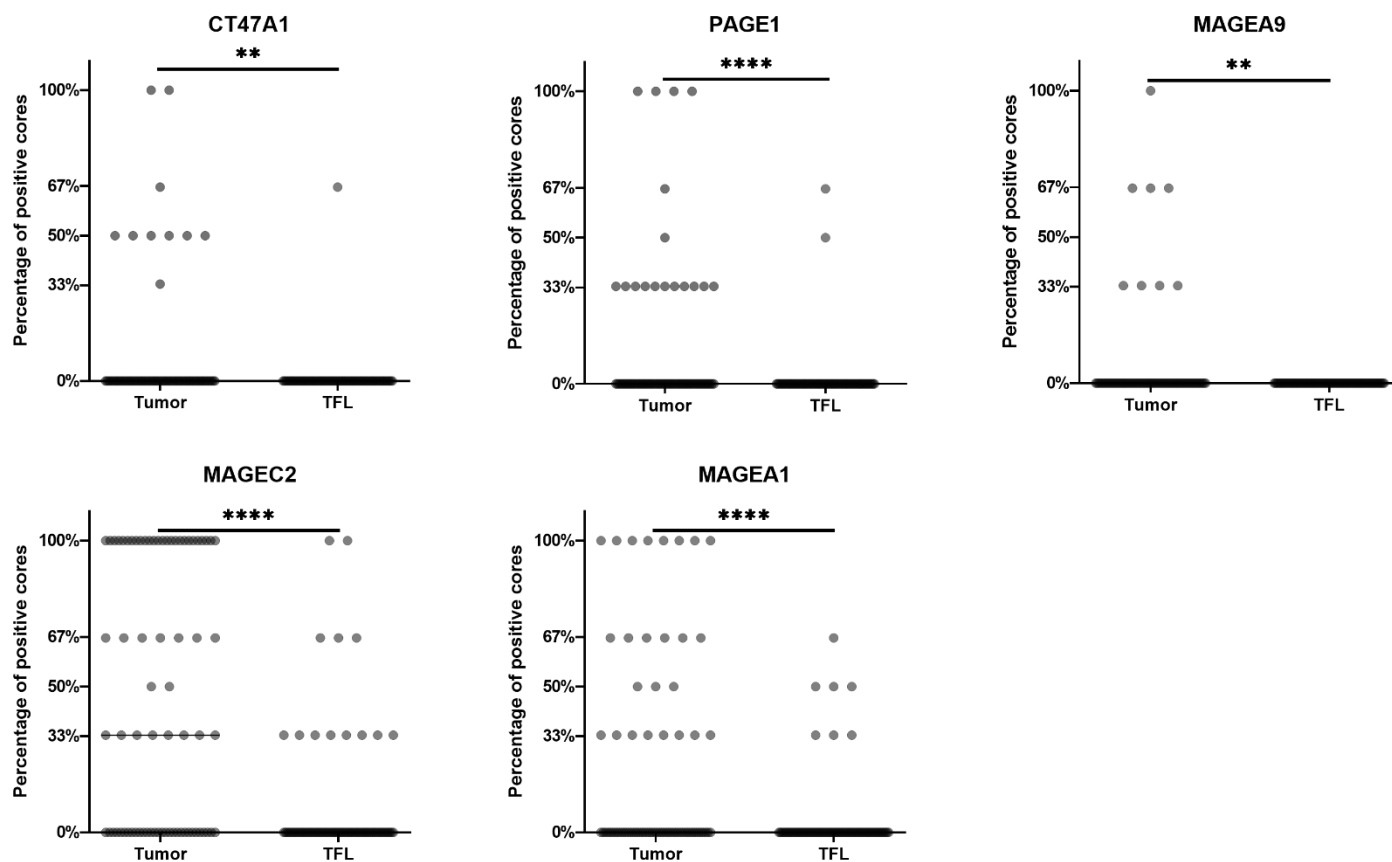 CT47A1
**
Percentage of positive cores
100%
67%
50%
33%
0%
Tumor TFL
PAGE1
****
Percentage of positive cores
100%
67%
50%
33%
0%
Tumor TFL
MAGEA9
**
Percentage of positive cores
100%
67%
50%
33%
0%
Tumor TFL
MAGEC2
****
Percentage of positive cores
100%
67%
50%
33%
0%
Tumor TFL
MAGEA1
****
Percentage of positive cores
100%
67%
50%
33%
0%
Tumor TFL